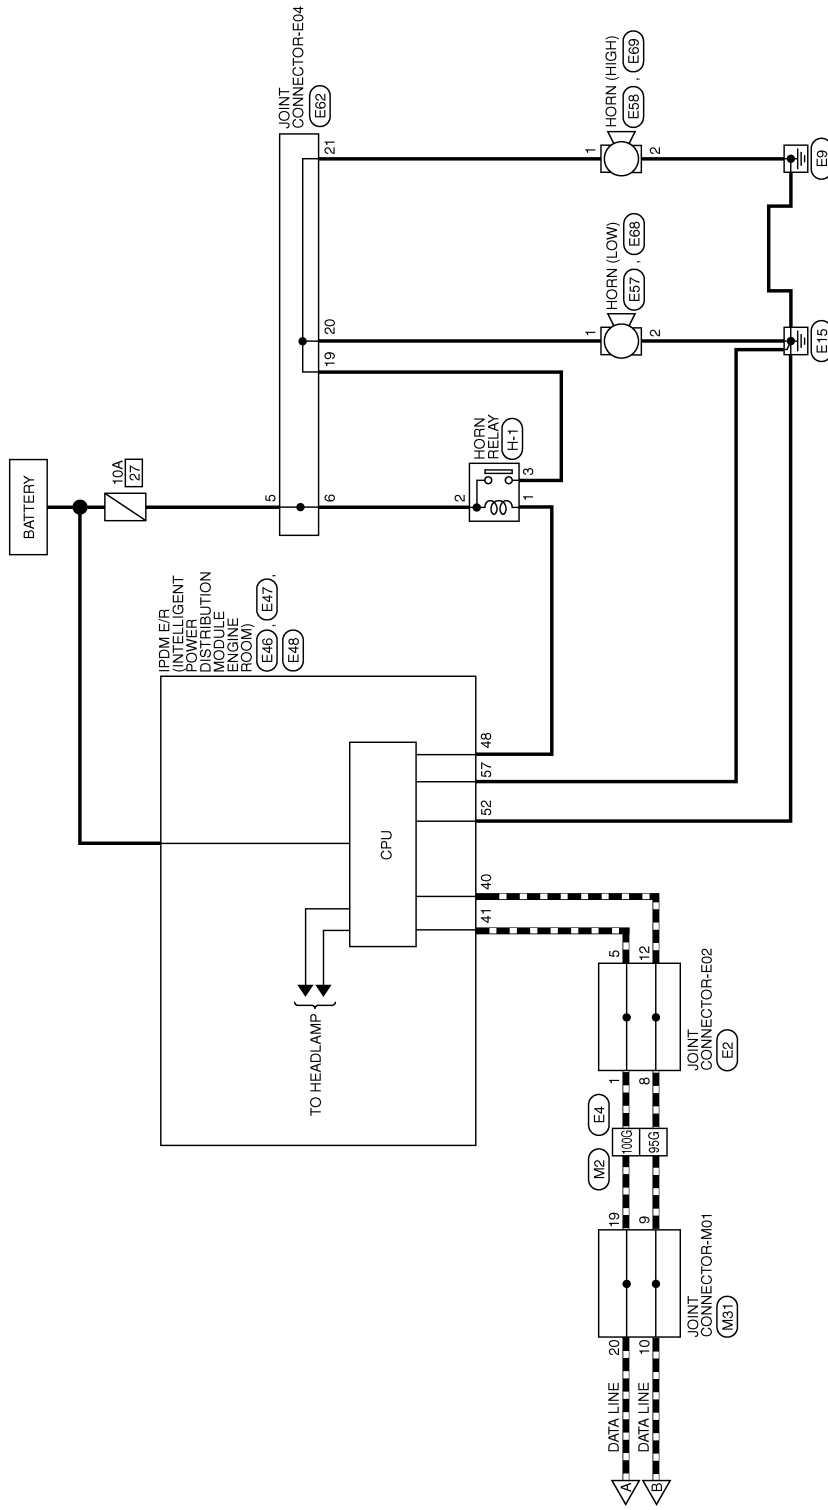 BATTERY
10A
27
JOINT
CONNECTOR-E04
E62
5
6
19
20
21
IPDM E/R
(INTELLIGENT
POWER
DISTRIBUTION
MODULE
ENGINE
ROOM)
E46 , E47 ,
E48
CPU
TO HEADLAMP
41
40
52
57
48
HORN
RELAY
H-1
2
1
3
HORN (LOW)
E57 , E68
1
2
HORN (HIGH)
E58 , E69
1
2
E15
E9
5
12
JOINT
CONNECTOR-E02
E2
1
8
M2
E4
100G
95G
19
9
JOINT
CONNECTOR-M01
M31
20
10
DATA LINE
DATA LINE
A
B